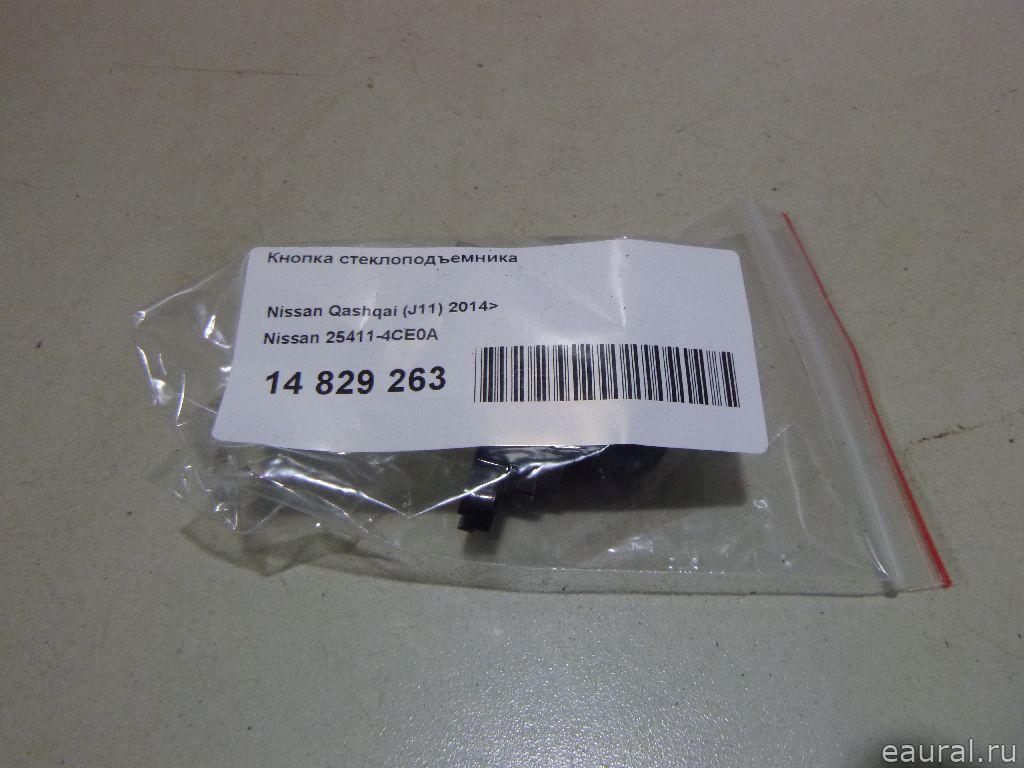 Кнопка стеклоподъемника
Nissan Qashqai (J11) 2014>
Nissan 25411-4CE0A
14 829 263
eaural.ru